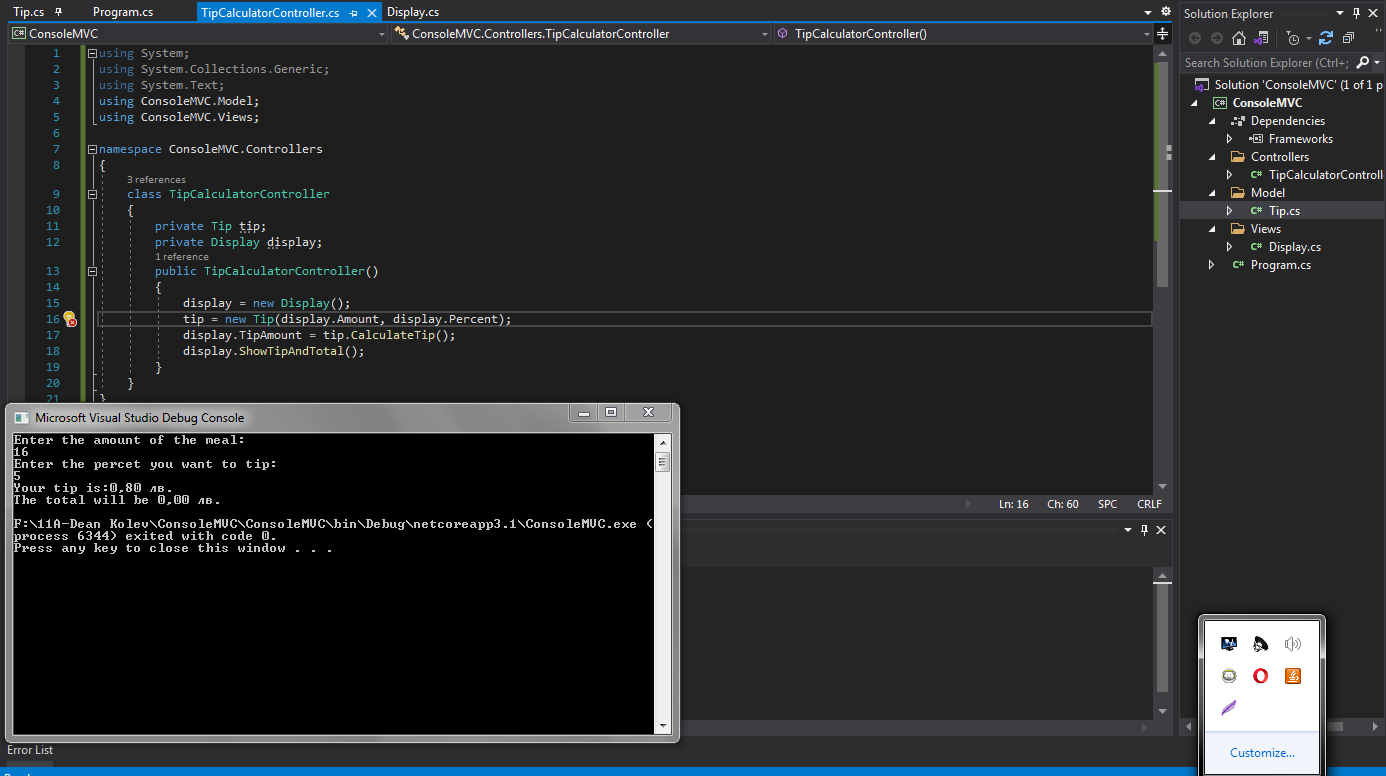 Tip.cs Program.cs TipCalculatorController.cs Display.cs
ConsoleMVC ConsoleMVC.Controllers.TipCalculatorController TipCalculatorController()
1 using System;
2 using System.Collections.Generic;
3 using System.Text;
4 using ConsoleMVC.Model;
5 using ConsoleMVC.Views;
6
7 namespace ConsoleMVC.Controllers
8 {
3 references
9 class TipCalculatorController
10 {
11 private Tip tip;
12 private Display display;
1 reference
13 public TipCalculatorController()
14 {
15 display = new Display();
16 tip = new Tip(display.Amount, display.Percent);
17 display.TipAmount = tip.CalculateTip();
18 display.ShowTipAndTotal();
19 }
20 }
21 }
Ln: 16 Ch: 60 SPC CRLF
Microsoft Visual Studio Debug Console
Enter the amount of the meal:
16
Enter the percet you want to tip:
5
Your tip is:0,80 лв.
The total will be 0,00 лв.
F:\11A-Dean Kolev\ConsoleMVC\ConsoleMVC\bin\Debug\netcoreapp3.1\ConsoleMVC.exe (
process 6344) exited with code 0.
Press any key to close this window . . .
Error List
Solution Explorer
Search Solution Explorer (Ctrl+;
Solution 'ConsoleMVC' (1 of 1 p
C# ConsoleMVC
Dependencies
Frameworks
Controllers
C# TipCalculatorControll
Model
C# Tip.cs
Views
C# Display.cs
C# Program.cs
Customize...